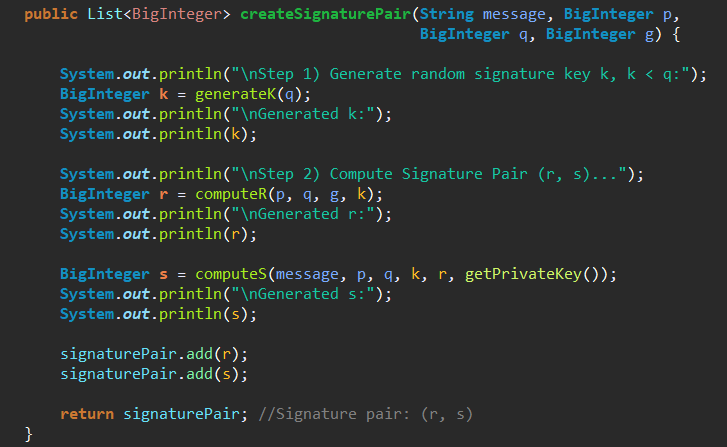 public List<BigInteger> createSignaturePair(String message, BigInteger p,
BigInteger q, BigInteger g) {
System.out.println("\nStep 1) Generate random signature key k, k < q:");
BigInteger k = generateK(q);
System.out.println("\nGenerated k:");
System.out.println(k);
System.out.println("\nStep 2) Compute Signature Pair (r, s)...");
BigInteger r = computeR(p, q, g, k);
System.out.println("\nGenerated r:");
System.out.println(r);
BigInteger s = computeS(message, p, q, k, r, getPrivateKey());
System.out.println("\nGenerated s:");
System.out.println(s);
signaturePair.add(r);
signaturePair.add(s);
return signaturePair; //Signature pair: (r, s)
}